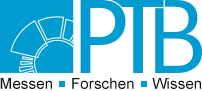 PTB
Messen ■ Forschen ■ Wissen